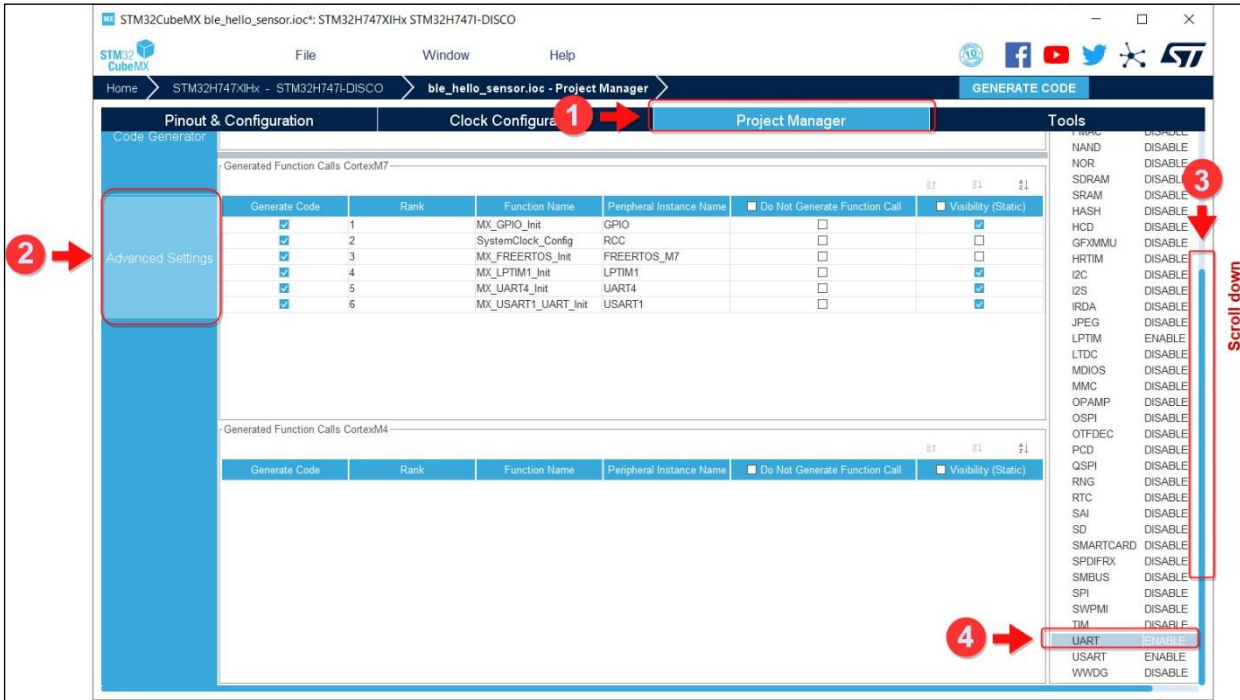 MX STM32CubeMX ble_hello_sensor.ioc*: STM32H747XIHx STM32H747I-DISCO
STM32 CubeMX File Window Help 10
Home STM32H747XIHx - STM32H747I-DISCO ble_hello_sensor.ioc - Project Manager GENERATE CODE
Pinout & Configuration Clock Configura 1 Project Manager Tools
Code Generator
2 Advanced Settings
Generated Function Calls CortexM7
Generate Code Rank Function Name Peripheral Instance Name Do Not Generate Function Call Visibility (Static)
1 MX_GPIO_Init GPIO
2 SystemClock_Config RCC
3 MX_FREERTOS_Init FREERTOS_M7
4 MX_LPTIM1_Init LPTIM1
5 MX_UART4_Init UART4
6 MX_USART1_UART_Init USART1
Generated Function Calls CortexM4
Generate Code Rank Function Name Peripheral Instance Name Do Not Generate Function Call Visibility (Static)
NAND DISABLE
NOR DISABLE
SDRAM DISABL
3
SRAM DISABLE
HASH DISABLE
HCD DISABLE
GFXMMU DISABLE
HRTIM DISABLE
I2C DISABLE
I2S DISABLE
IRDA DISABLE
JPEG DISABLE
LPTIM ENABLE
LTDC DISABLE
MDIOS DISABLE
MMC DISABLE
OPAMP DISABLE
OSPI DISABLE
OTFDEC DISABLE
PCD DISABLE
QSPI DISABLE
RNG DISABLE
RTC DISABLE
SAI DISABLE
SD DISABLE
SMARTCARD DISABLE
SPDIFRX DISABLE
SMBUS DISABLE
SPI DISABLE
SWPMI DISABLE
TIM DISABLE
4 UART ENABLE
USART ENABLE
WWDG DISABLE
Scroll down